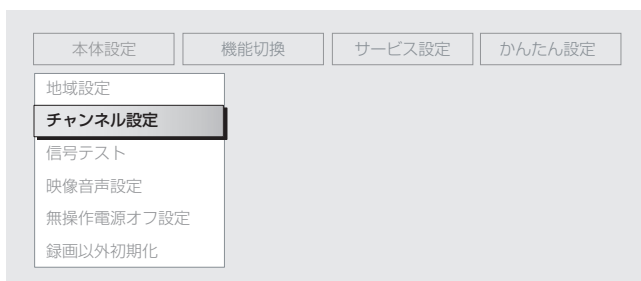 本体設定 機能切換 サービス設定 かんたん設定
地域設定
チャンネル設定
信号テスト
映像音声設定
無操作電源オフ設定
録画以外初期化